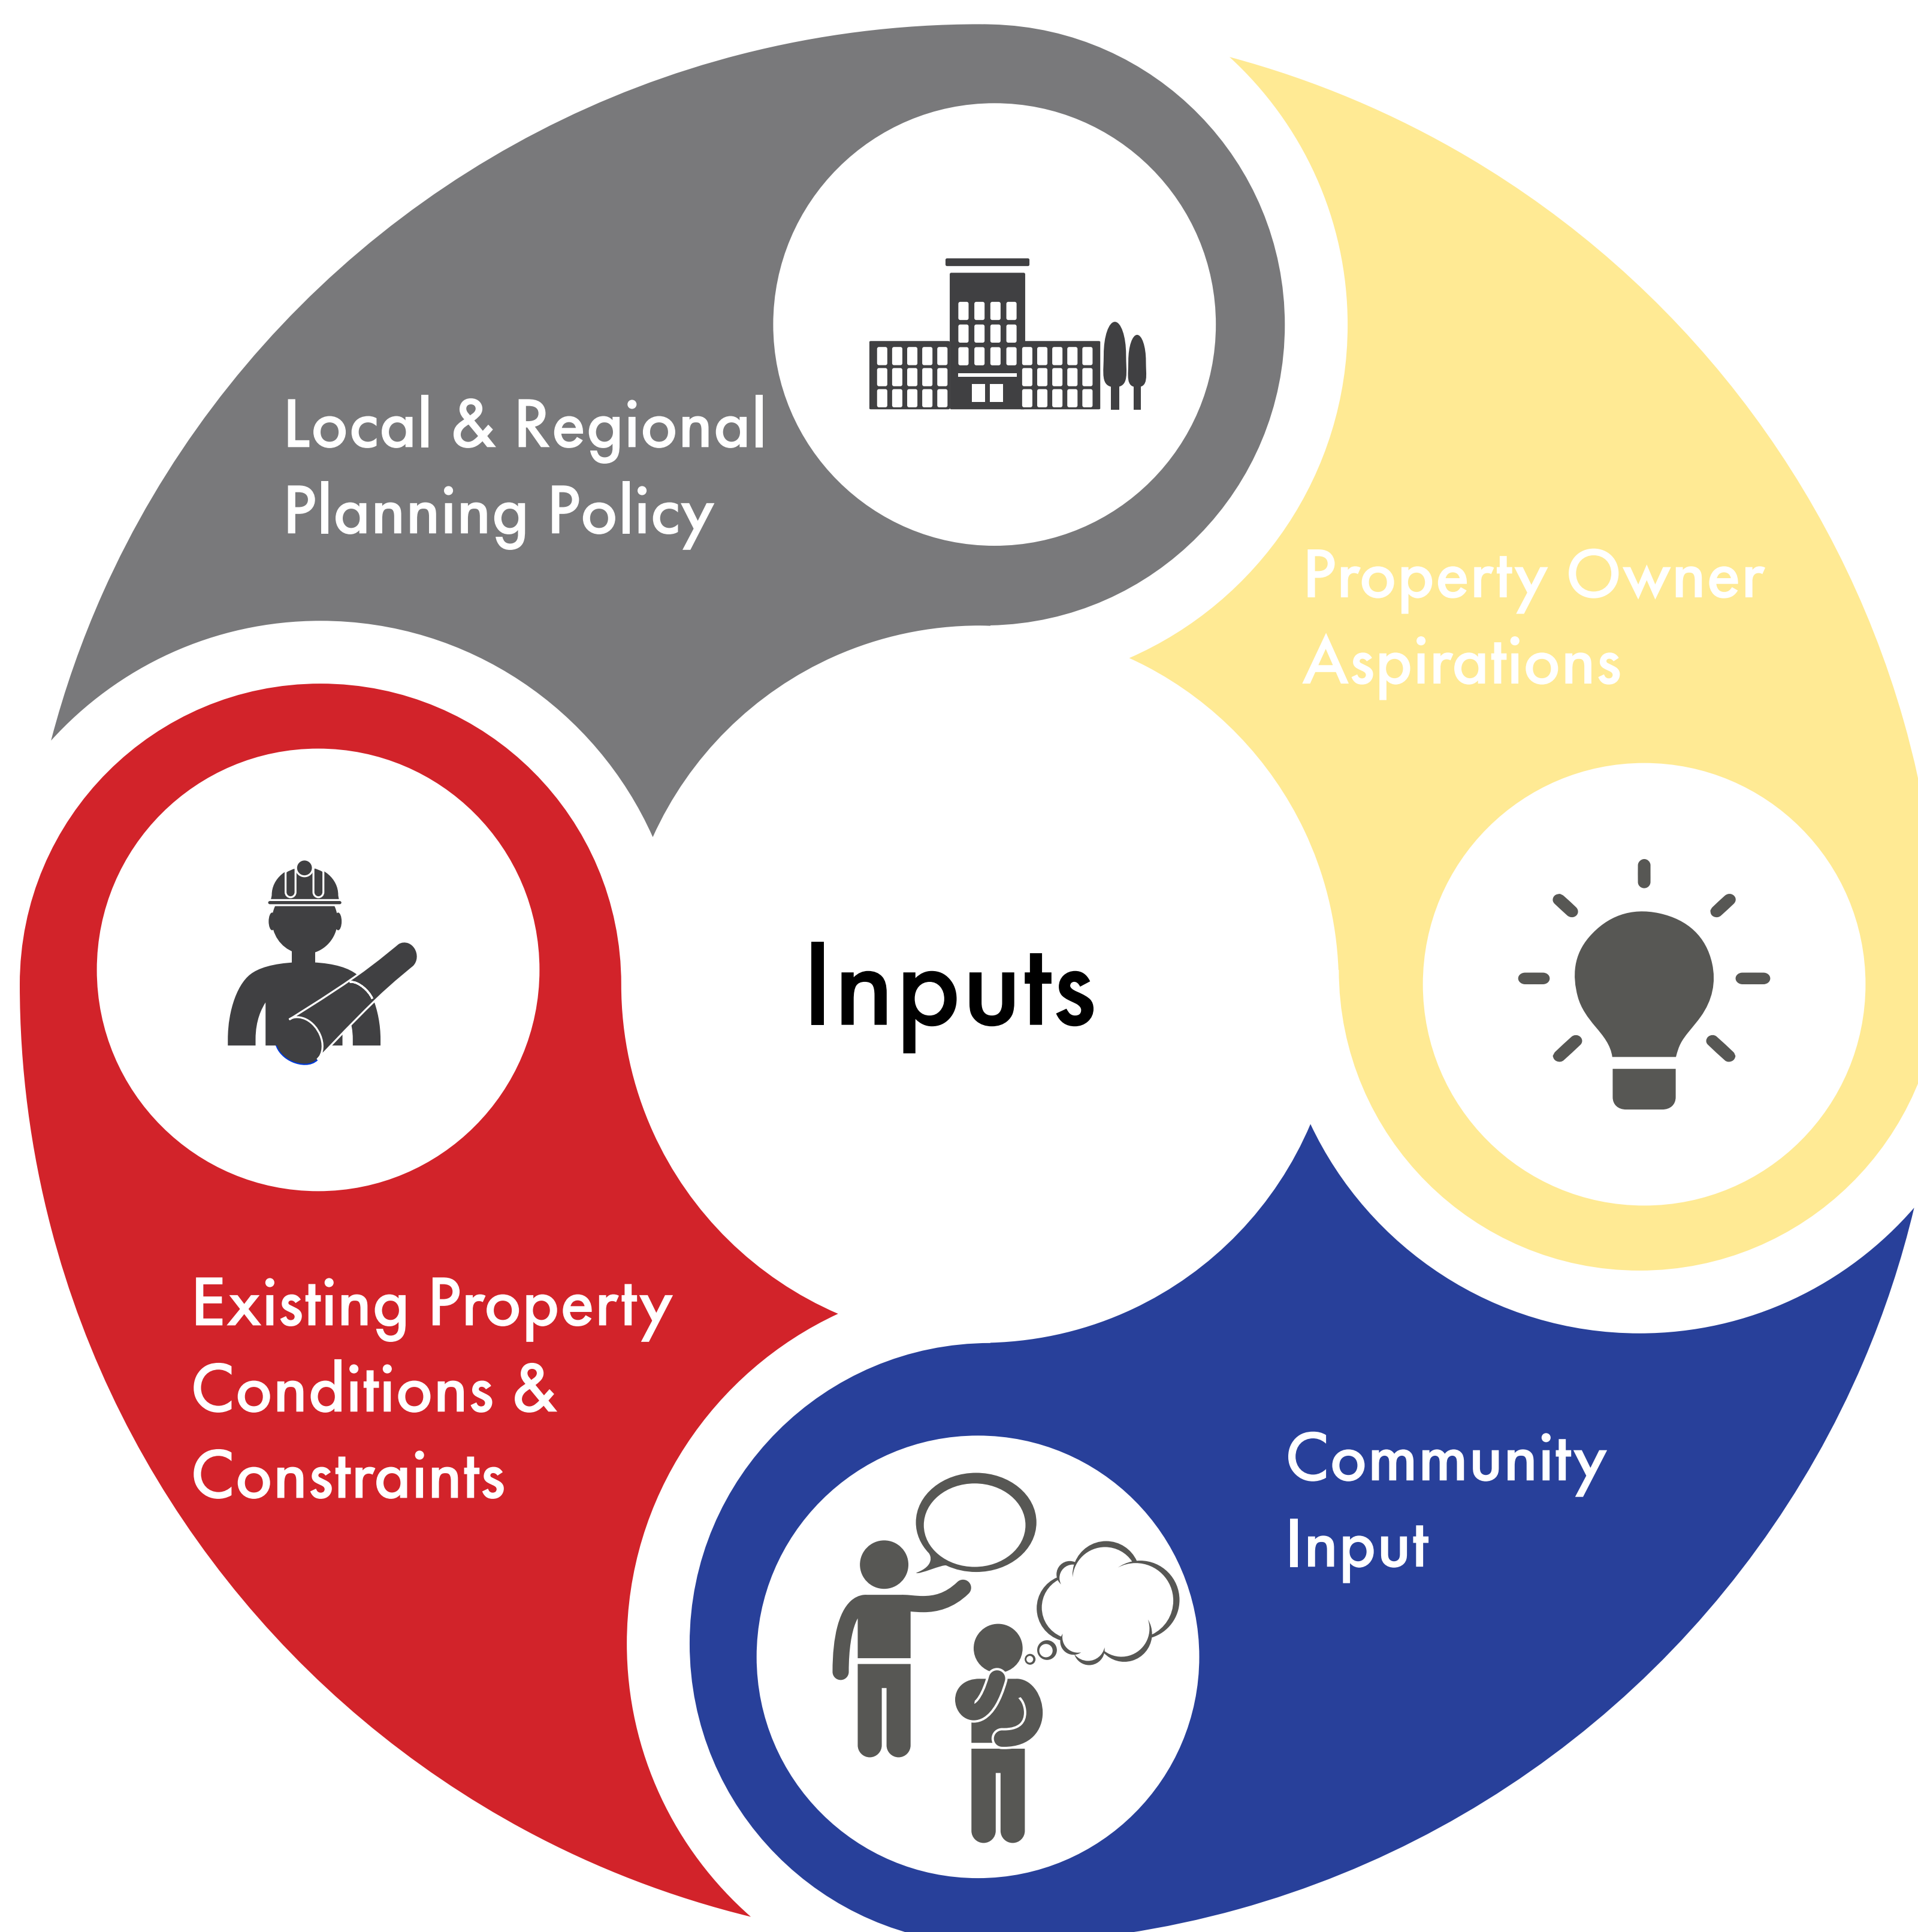 Local & Regional
Planning Policy
Property Owner
Aspirations
Inputs
Existing Property
Conditions &
Constraints
Community
Input